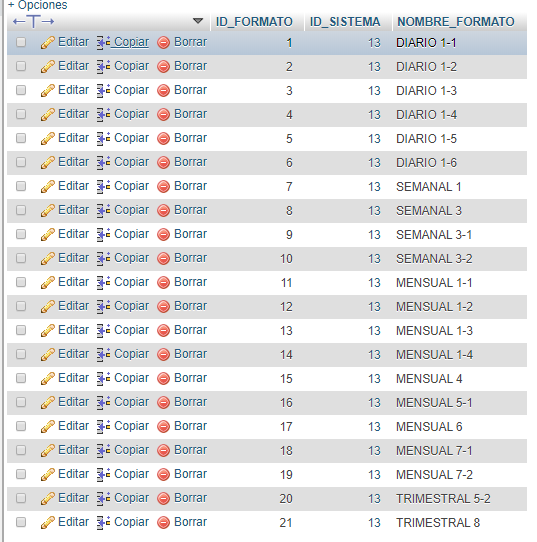 + Opciones
←T→ ID_FORMATO ID_SISTEMA NOMBRE_FORMATO
Editar Copiar Borrar 1 13 DIARIO 1-1
Editar Copiar Borrar 2 13 DIARIO 1-2
Editar Copiar Borrar 3 13 DIARIO 1-3
Editar Copiar Borrar 4 13 DIARIO 1-4
Editar Copiar Borrar 5 13 DIARIO 1-5
Editar Copiar Borrar 6 13 DIARIO 1-6
Editar Copiar Borrar 7 13 SEMANAL 1
Editar Copiar Borrar 8 13 SEMANAL 3
Editar Copiar Borrar 9 13 SEMANAL 3-1
Editar Copiar Borrar 10 13 SEMANAL 3-2
Editar Copiar Borrar 11 13 MENSUAL 1-1
Editar Copiar Borrar 12 13 MENSUAL 1-2
Editar Copiar Borrar 13 13 MENSUAL 1-3
Editar Copiar Borrar 14 13 MENSUAL 1-4
Editar Copiar Borrar 15 13 MENSUAL 4
Editar Copiar Borrar 16 13 MENSUAL 5-1
Editar Copiar Borrar 17 13 MENSUAL 6
Editar Copiar Borrar 18 13 MENSUAL 7-1
Editar Copiar Borrar 19 13 MENSUAL 7-2
Editar Copiar Borrar 20 13 TRIMESTRAL 5-2
Editar Copiar Borrar 21 13 TRIMESTRAL 8